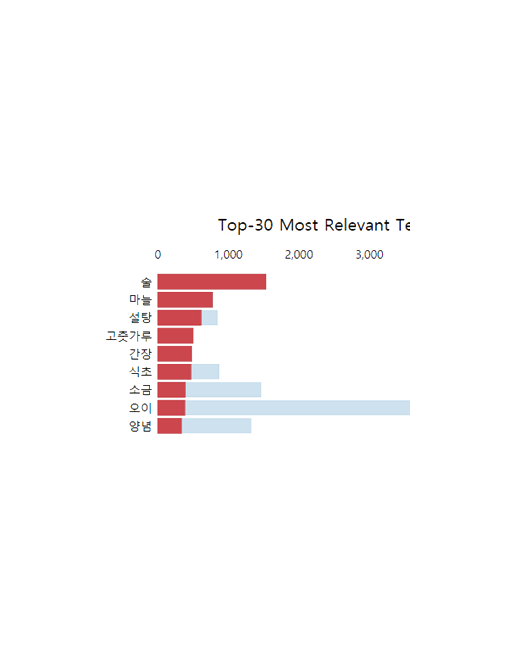 Top-30 Most Relevant Te
0 1,000 2,000 3,000
술
마늘
설탕
고춧가루
간장
식초
소금
오이
양념